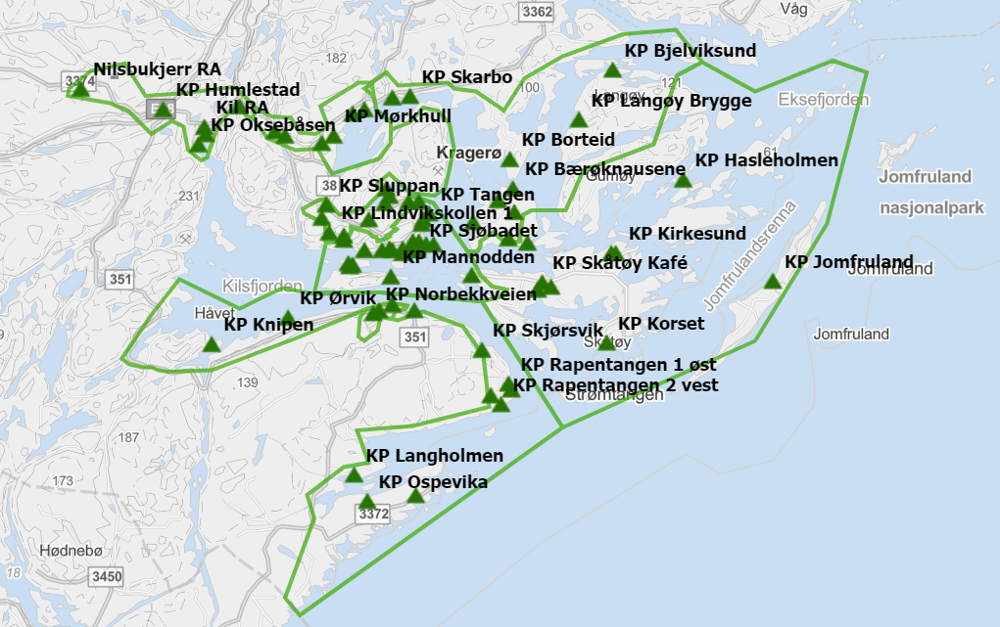 Våg
3362
KP Bjelviksund
182
Nilsbukjerr RA
KP Skarbo
3374
121
KP Humlestad
100
Langøy
KP Langøy Brygge
Eksefjorden
Kil RA
KP Mørkhull
KP Oksebåsen
KP Borteid
Kragerø
61
KP Hasleholmen
KP Bærøknausene
Gumøy
Jomfruland
38
KP Sluppan
KP Tangen
231
nasjonalpark
KP Lindvikskollen 1
KP Sjøbadet
KP Kirkesund
Jomfrulandsrenna
KP Mannodden
KP Skåtøy Kafé
KP Jomfruland
Jomfruland
351
Kilsfjorden
KP Ørvik
KP Norbekkveien
Håvet
KP Knipen
KP Korset
KP Skjørsvik
351
Skåtøy
Jomfruland
KP Rapentangen 1 øst
139
KP Rapentangen 2 vest
Strømtangen
187
KP Langholmen
173
KP Ospevika
3372
Hødnebø
18
3450